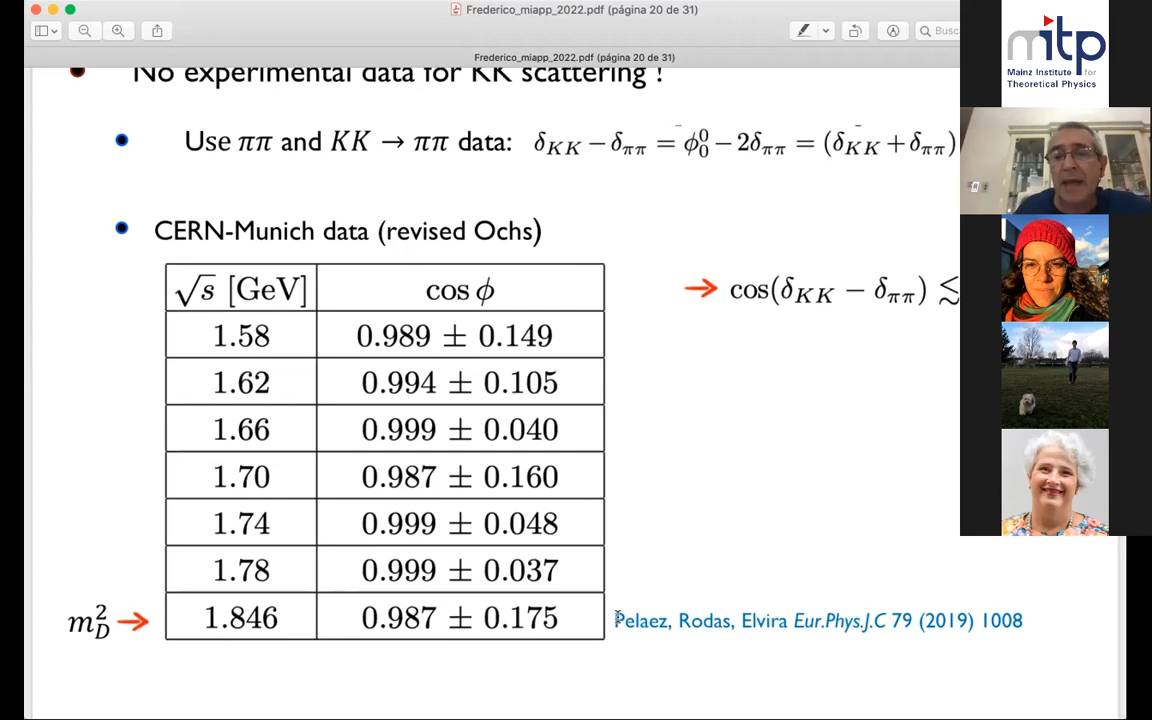 Frederico_miapp_2022.pdf (página 20 de 31)
Busc
Frederico_miapp_2022.pdf (página 20 de 31)
No experimental data for KK scattering !
Use ππ and KK → ππ data: δ_KK − δ_ππ = ϕ⁰₀ − 2δ_ππ = (δ_KK + δ_ππ)
CERN-Munich data (revised Ochs)
√s [GeV] cos ϕ
1.58 0.989 ± 0.149
1.62 0.994 ± 0.105
1.66 0.999 ± 0.040
1.70 0.987 ± 0.160
1.74 0.999 ± 0.048
1.78 0.999 ± 0.037
1.846 0.987 ± 0.175
→ cos(δ_KK − δ_ππ) ≲
m²_D →
Pelaez, Rodas, Elvira Eur.Phys.J.C 79 (2019) 1008
mitp
Mainz Institute for
Theoretical Physics